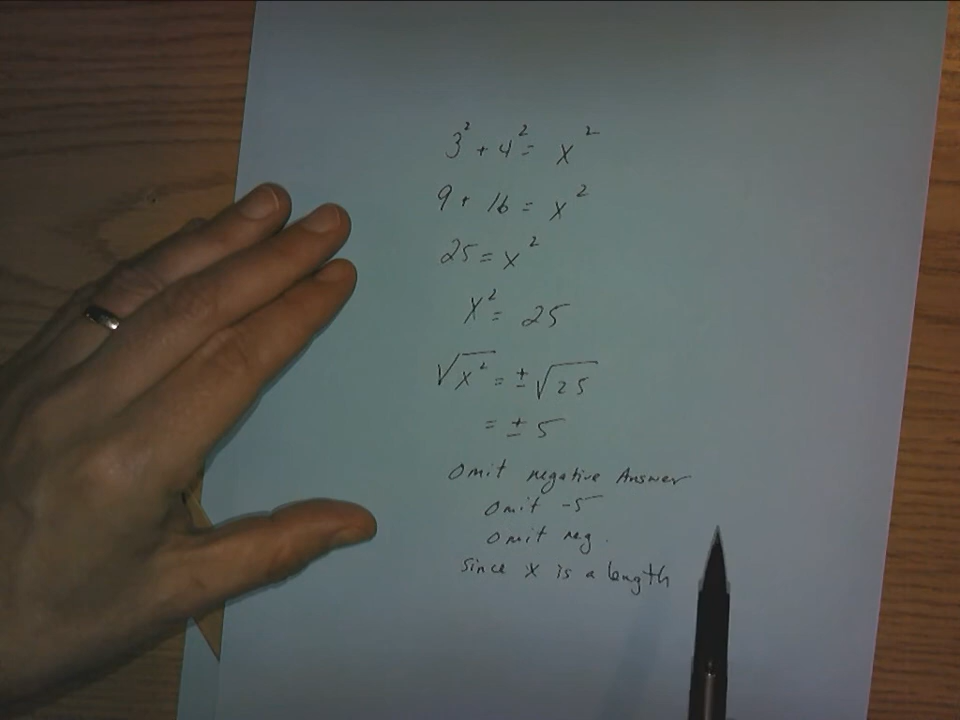 3² + 4² = x²
9 + 16 = x²
25 = x²
x² = 25
√x² = ± √25
= ± 5
Omit negative Answer
Omit -5
Omit neg.
Since x is a length